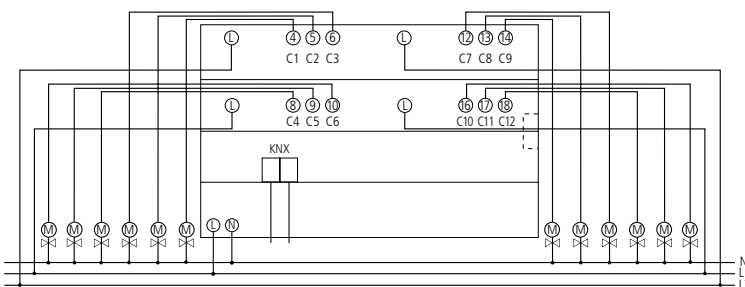 L 4 5 6 L 12 13 14
C1 C2 C3 C7 C8 C9
L 8 9 10 L 16 17 18
C4 C5 C6 C10 C11 C12
KNX
M M M M M M L N M M M M M M
N
L